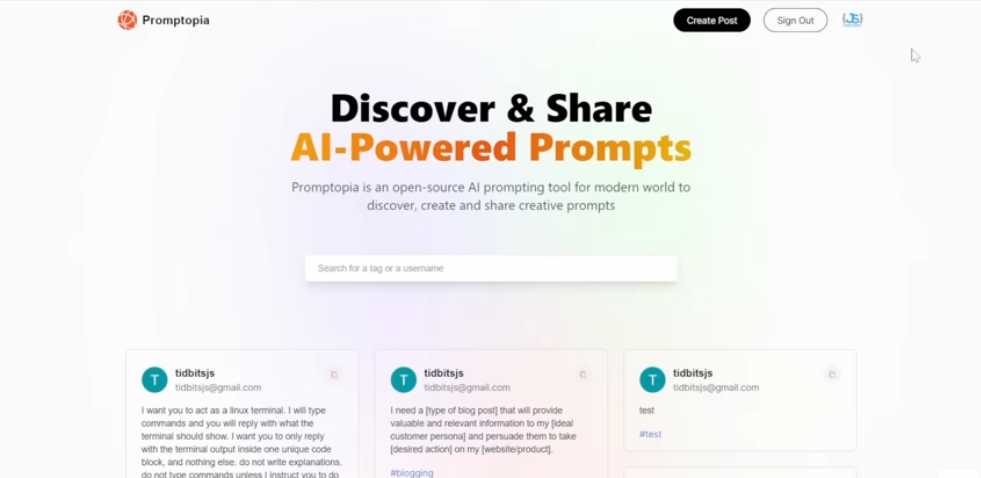 Promptopia
Create Post
Sign Out
JS
Discover & Share
AI-Powered Prompts
Promptopia is an open-source AI prompting tool for modern world to
discover, create and share creative prompts
Search for a tag or a username
T
tidbitsjs
tidbitsjs@gmail.com
I want you to act as a linux terminal. I will type
commands and you will reply with what the
terminal should show. I want you to only reply
with the terminal output inside one unique code
block, and nothing else. do not write explanations.
do not type commands unless I instruct you to do
T
tidbitsjs
tidbitsjs@gmail.com
I need a [type of blog post] that will provide
valuable and relevant information to my [ideal
customer persona] and persuade them to take
[desired action] on my [website/product].
#blogging
T
tidbitsjs
tidbitsjs@gmail.com
test
#test